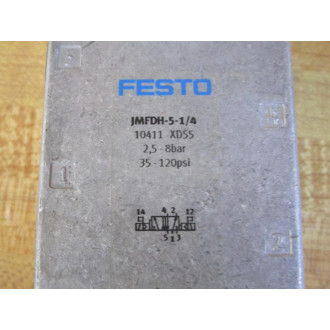 FESTO
JMFDH-5-1/4
10411 XD55
2,5 - 8bar
35 - 120psi
14 4 2 12
5 1 3